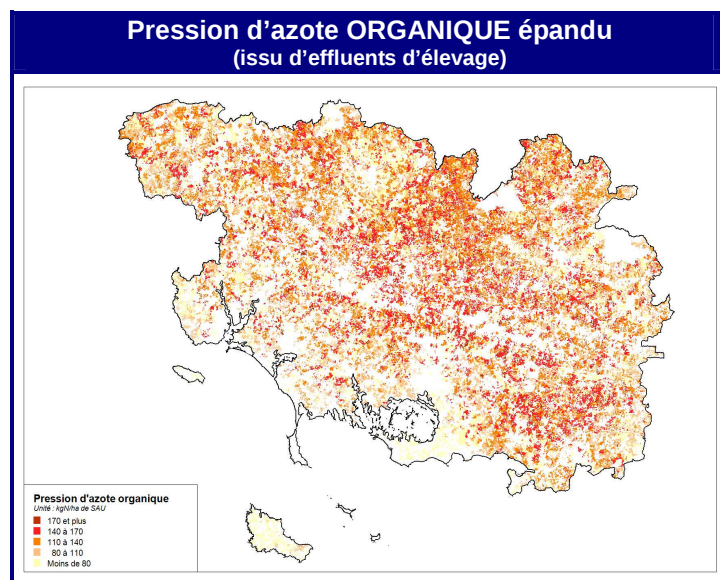 Pression d'azote ORGANIQUE épandu
(issu d'effluents d'élevage)
Pression d'azote organique
Unité : kgN/ha de SAU
170 et plus
140 à 170
110 à 140
80 à 110
Moins de 80